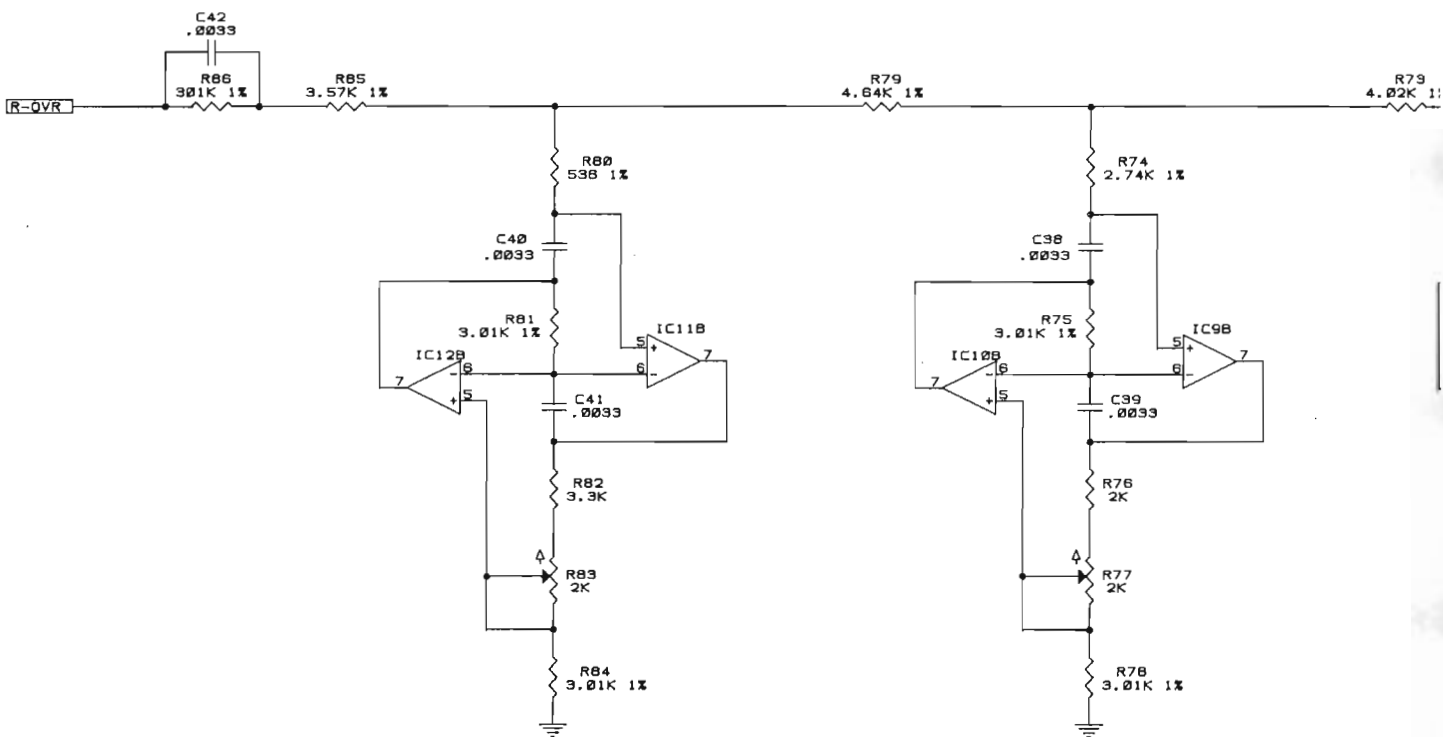 C42
.0033
R86
301K 1%
R85
3.57K 1%
R79
4.64K 1%
R73
4.02K 1%
R-OVR
R80
536 1%
R74
2.74K 1%
C40
.0033
C38
.0033
R81
3.01K 1%
IC11B
R75
3.01K 1%
IC9B
IC12B
5
+
7
6
-
IC10B
5
+
7
6
-
7
-
6
+
5
7
-
6
+
5
C41
.0033
C39
.0033
R82
3.3K
R76
2K
R83
2K
R77
2K
R84
3.01K 1%
R78
3.01K 1%